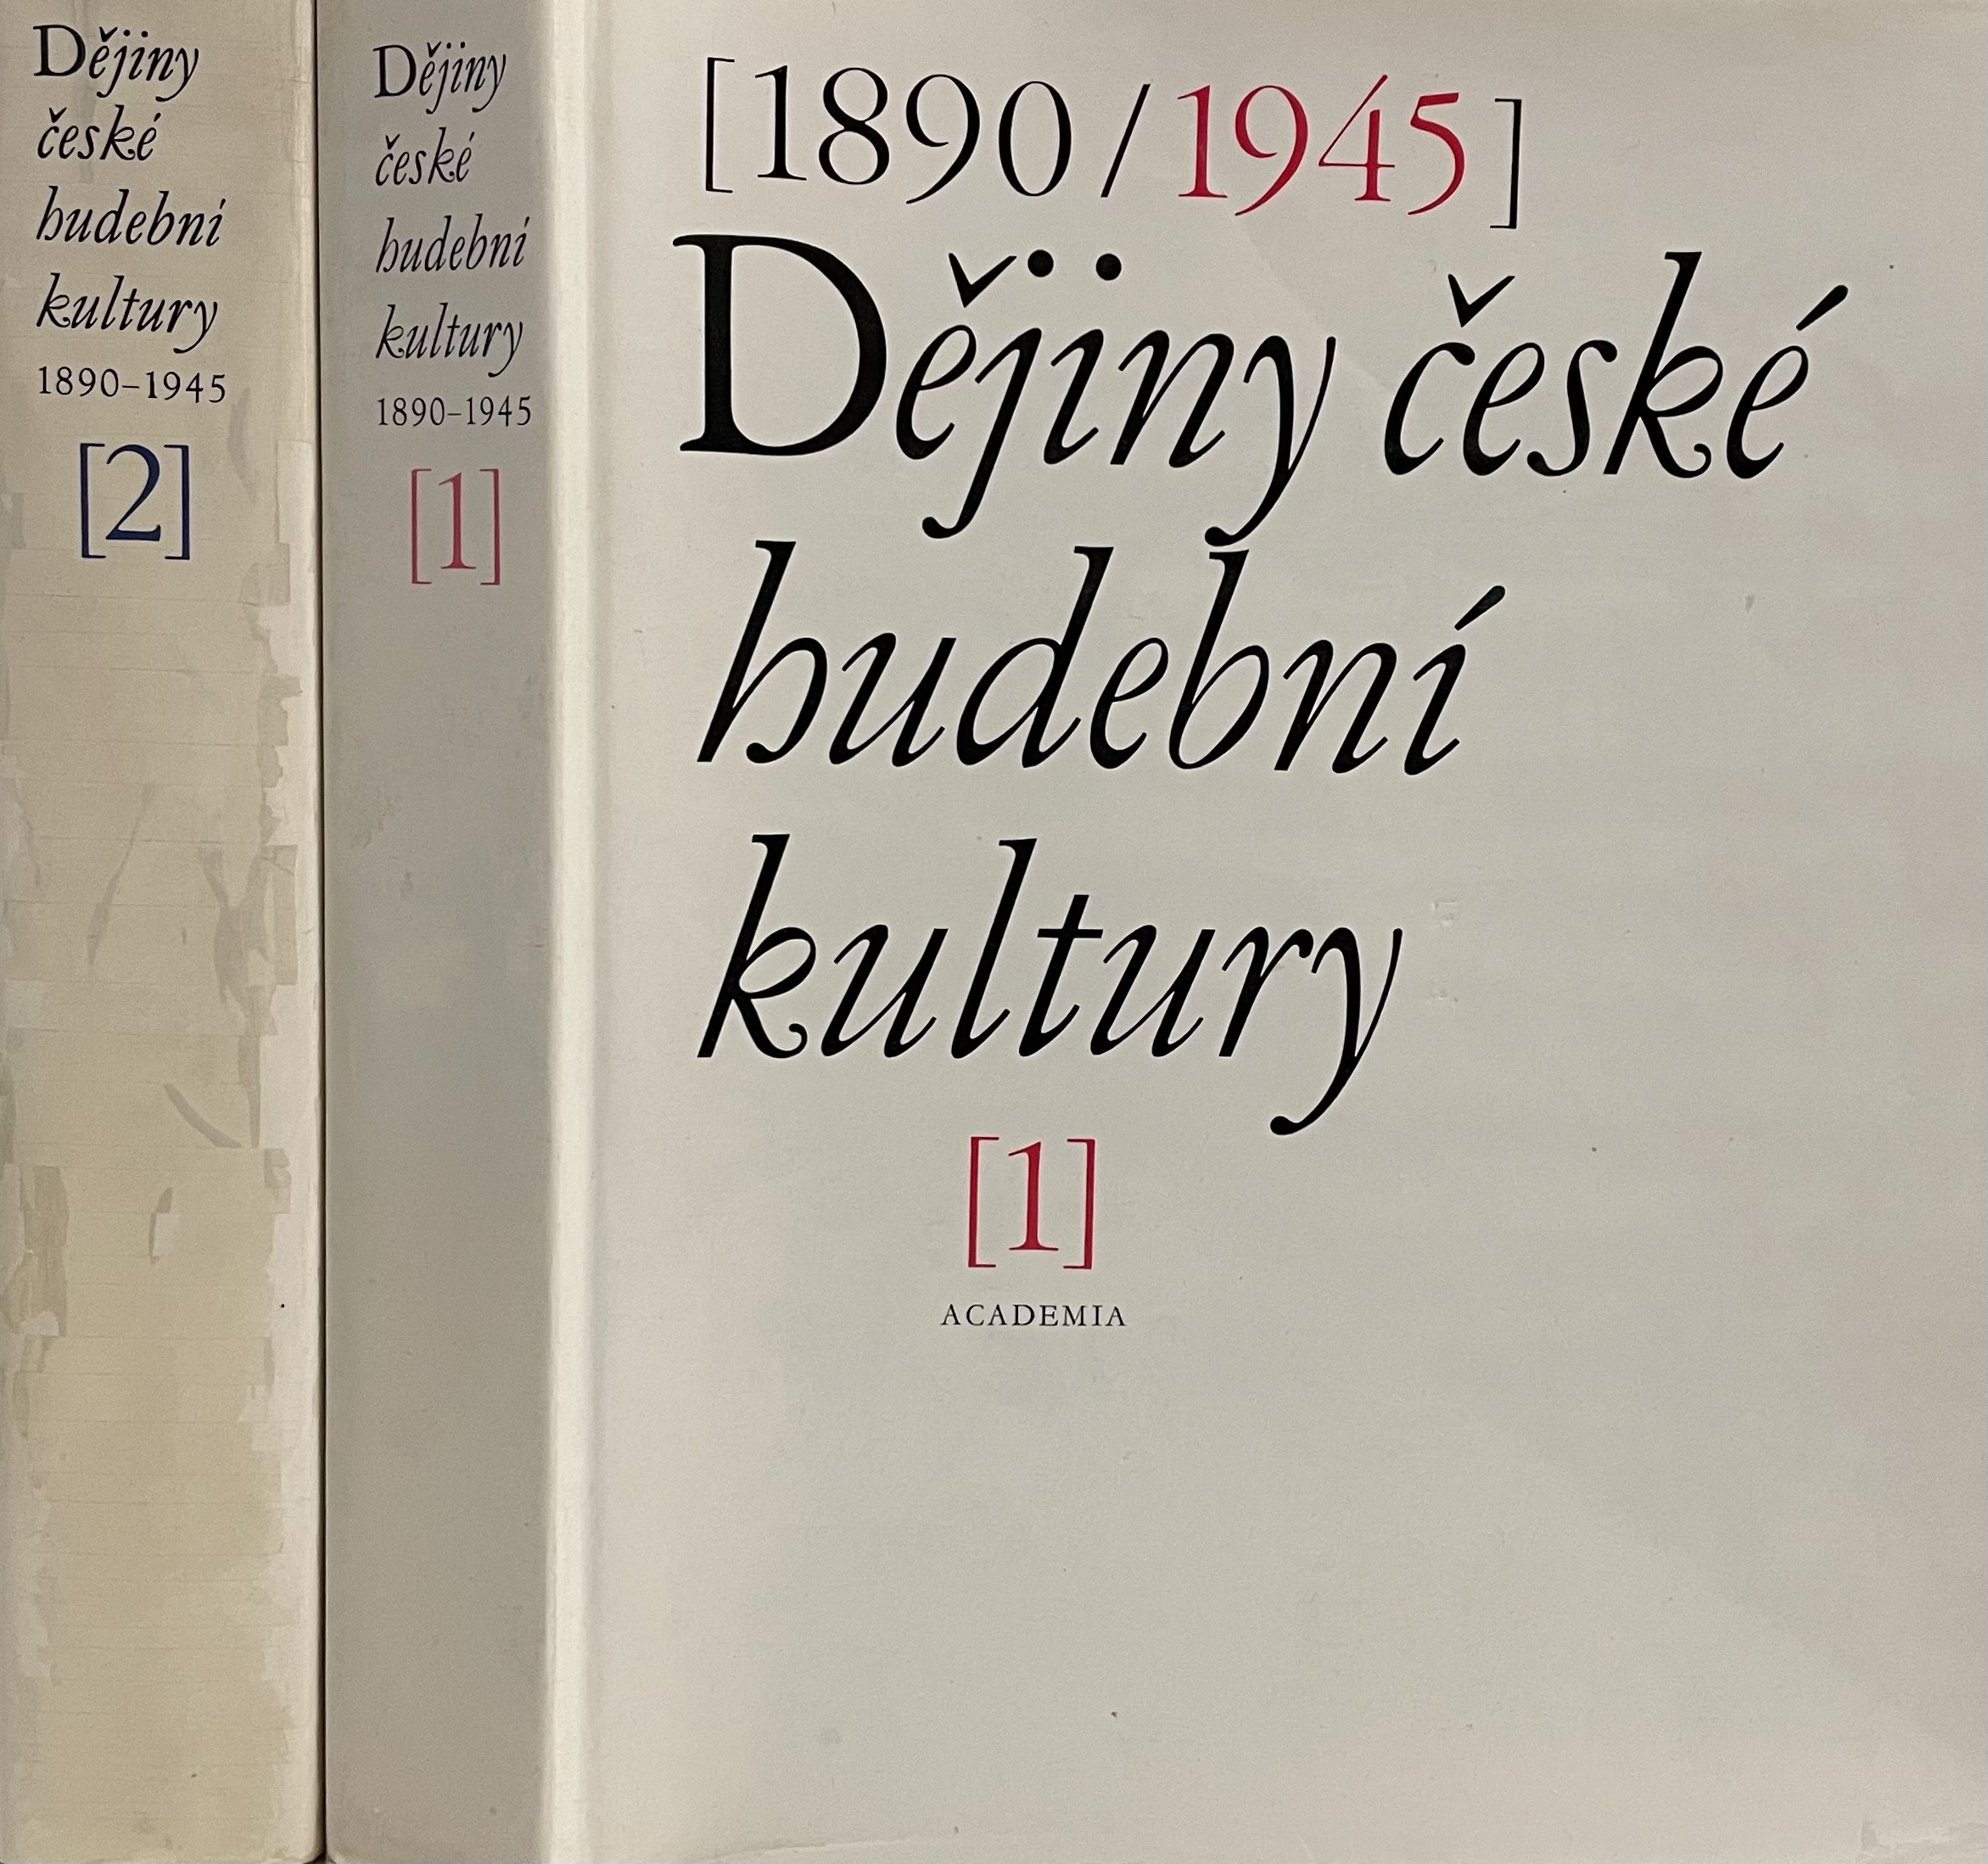 Dějiny
české
hudební
kultury
1890–1945
[2]
Dějiny
české
hudební
kultury
1890–1945
[1]
[1890/1945]
Dějiny české
hudební
kultury
[1]
ACADEMIA